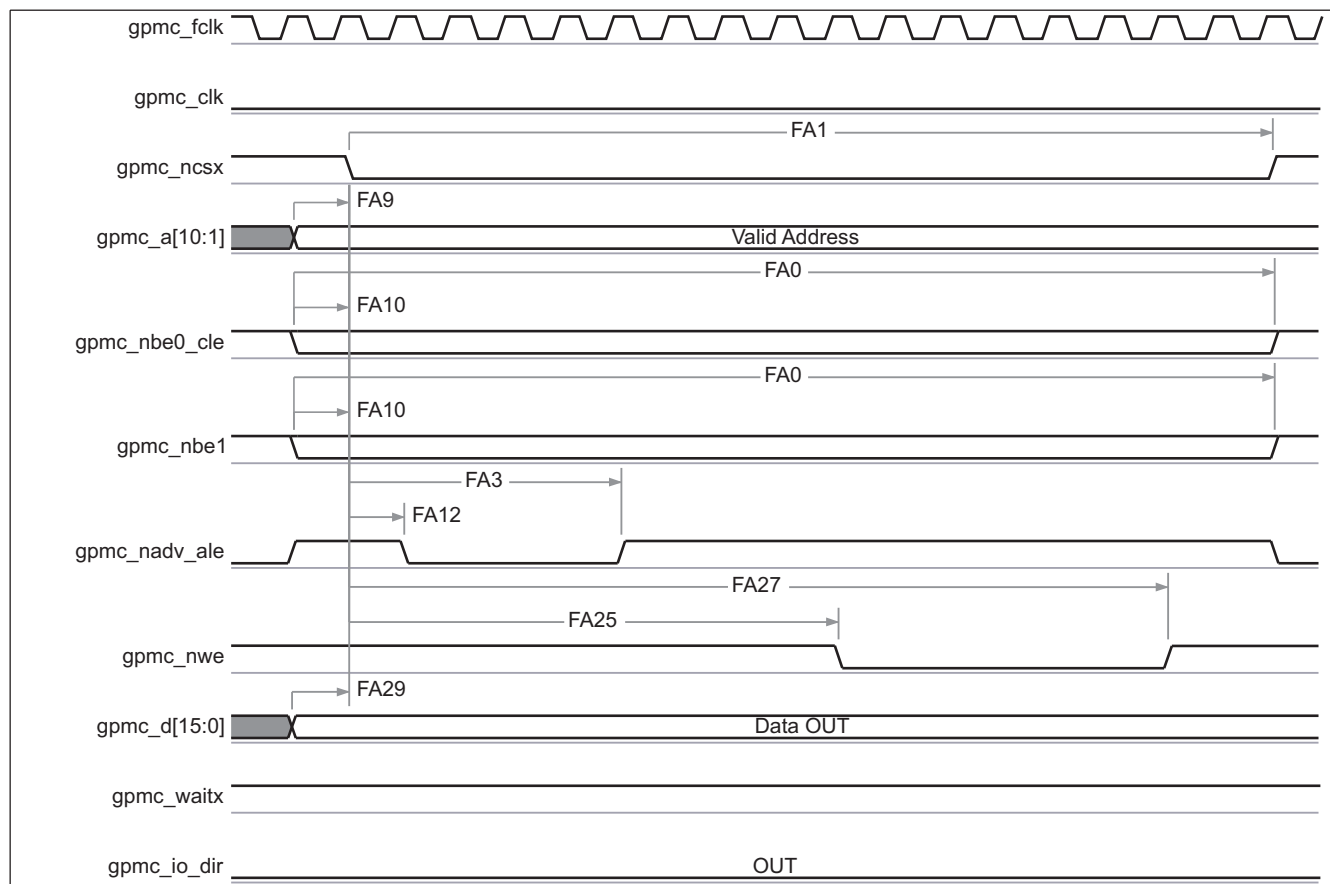 gpmc_fclk
gpmc_clk
FA1
gpmc_ncsx
FA9
gpmc_a[10:1]
Valid Address
FA0
FA10
gpmc_nbe0_cle
FA0
FA10
gpmc_nbe1
FA3
FA12
gpmc_nadv_ale
FA27
FA25
gpmc_nwe
FA29
gpmc_d[15:0]
Data OUT
gpmc_waitx
gpmc_io_dir
OUT